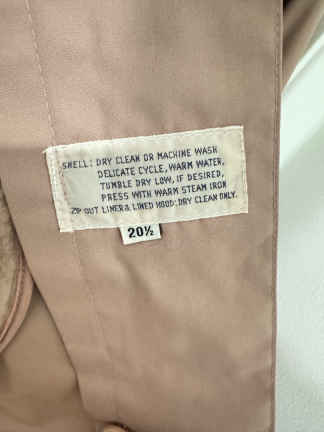 SHELL: DRY CLEAN OR MACHINE WASH
DELICATE CYCLE, WARM WATER,
TUMBLE DRY LOW, IF DESIRED,
PRESS WITH WARM STEAM IRON
ZIP OUT LINER & LINED HOOD: DRY CLEAN ONLY.
20½